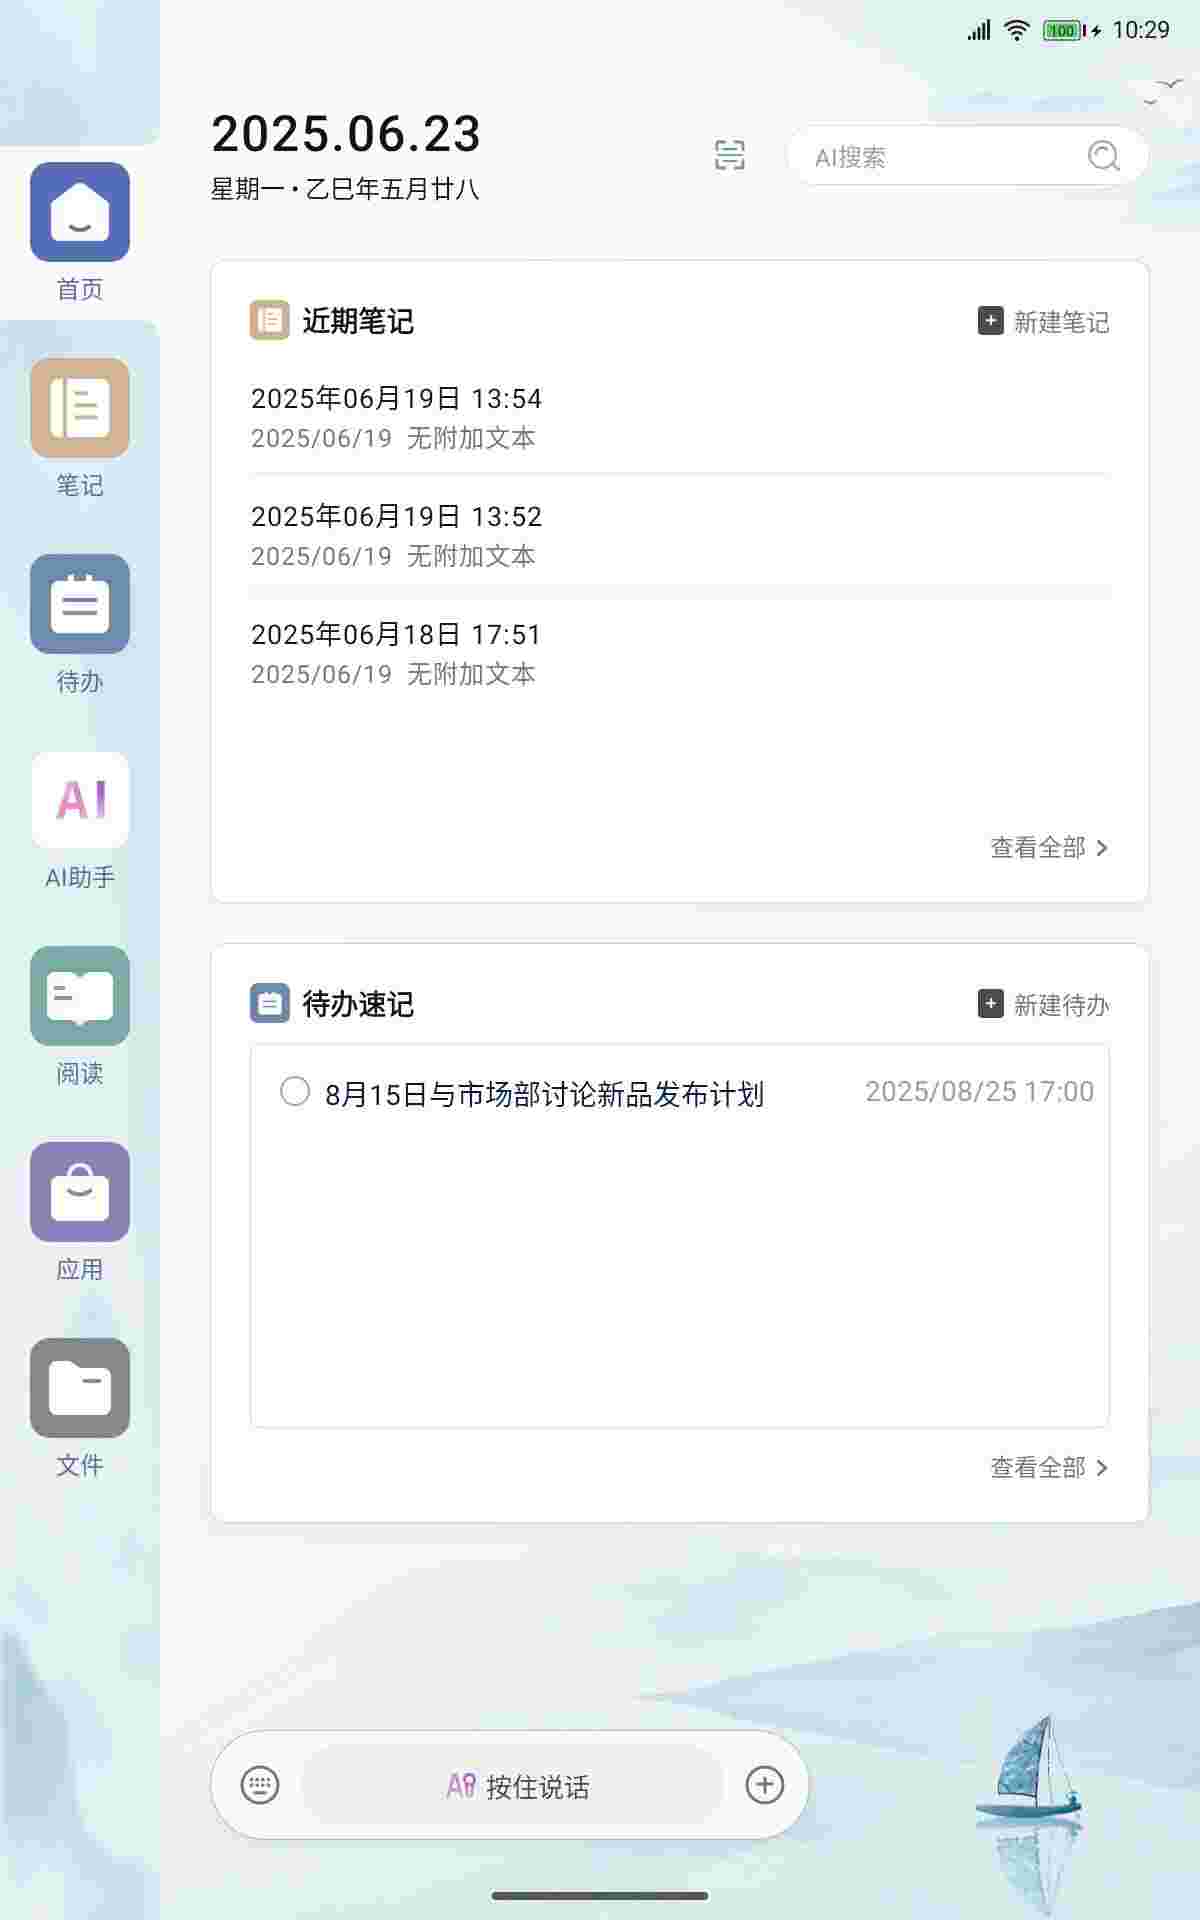 100 10:29
2025.06.23
星期一·乙巳年五月廿八
AI搜索
首页
笔记
待办
AI
AI助手
阅读
应用
文件
近期笔记
新建笔记
2025年06月19日 13:54
2025/06/19 无附加文本
2025年06月19日 13:52
2025/06/19 无附加文本
2025年06月18日 17:51
2025/06/19 无附加文本
查看全部
待办速记
新建待办
8月15日与市场部讨论新品发布计划 2025/08/25 17:00
查看全部
按住说话